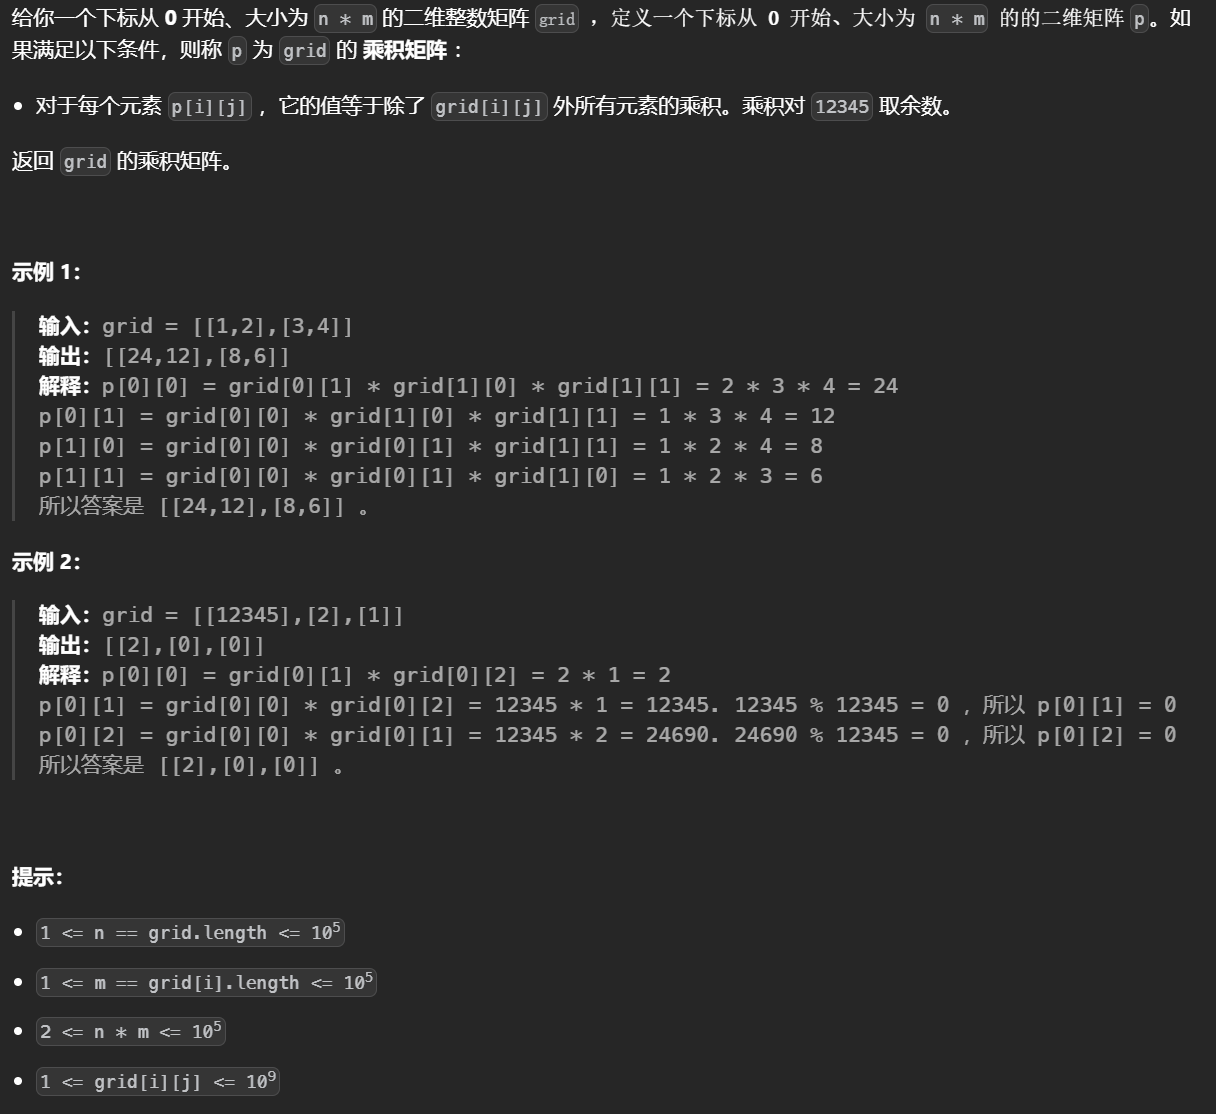 给你一个下标从 0 开始、大小为 n * m 的二维整数矩阵 grid ，定义一个下标从 0 开始、大小为 n * m 的的二维矩阵 p。如
果满足以下条件，则称 p 为 grid 的 乘积矩阵 ：
• 对于每个元素 p[i][j] ，它的值等于除了 grid[i][j] 外所有元素的乘积。乘积对 12345 取余数。
返回 grid 的乘积矩阵。
示例 1：
输入：grid = [[1,2],[3,4]]
输出：[[24,12],[8,6]]
解释：p[0][0] = grid[0][1] * grid[1][0] * grid[1][1] = 2 * 3 * 4 = 24
p[0][1] = grid[0][0] * grid[1][0] * grid[1][1] = 1 * 3 * 4 = 12
p[1][0] = grid[0][0] * grid[0][1] * grid[1][1] = 1 * 2 * 4 = 8
p[1][1] = grid[0][0] * grid[0][1] * grid[1][0] = 1 * 2 * 3 = 6
所以答案是 [[24,12],[8,6]] 。
示例 2：
输入：grid = [[12345],[2],[1]]
输出：[[2],[0],[0]]
解释：p[0][0] = grid[0][1] * grid[0][2] = 2 * 1 = 2
p[0][1] = grid[0][0] * grid[0][2] = 12345 * 1 = 12345. 12345 % 12345 = 0 ，所以 p[0][1] = 0
p[0][2] = grid[0][0] * grid[0][1] = 12345 * 2 = 24690. 24690 % 12345 = 0 ，所以 p[0][2] = 0
所以答案是 [[2],[0],[0]] 。
提示：
• 1 <= n == grid.length <= 10⁵
• 1 <= m == grid[i].length <= 10⁵
• 2 <= n * m <= 10⁵
• 1 <= grid[i][j] <= 10⁹